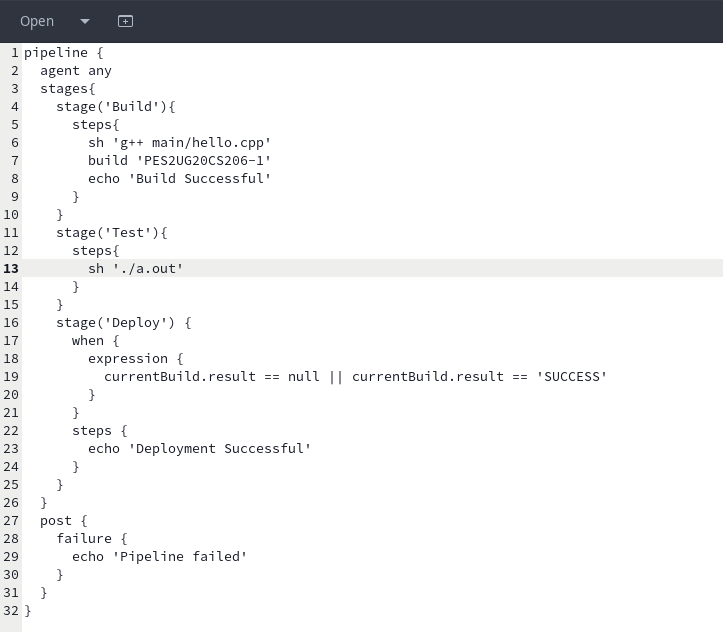 Open
1 pipeline {
2   agent any
3   stages{
4     stage('Build'){
5       steps{
6         sh 'g++ main/hello.cpp'
7         build 'PES2UG20CS206-1'
8         echo 'Build Successful'
9       }
10     }
11     stage('Test'){
12       steps{
13         sh './a.out'
14       }
15     }
16     stage('Deploy') {
17       when {
18         expression {
19           currentBuild.result == null || currentBuild.result == 'SUCCESS'
20         }
21       }
22       steps {
23         echo 'Deployment Successful'
24       }
25     }
26   }
27   post {
28     failure {
29       echo 'Pipeline failed'
30     }
31   }
32 }